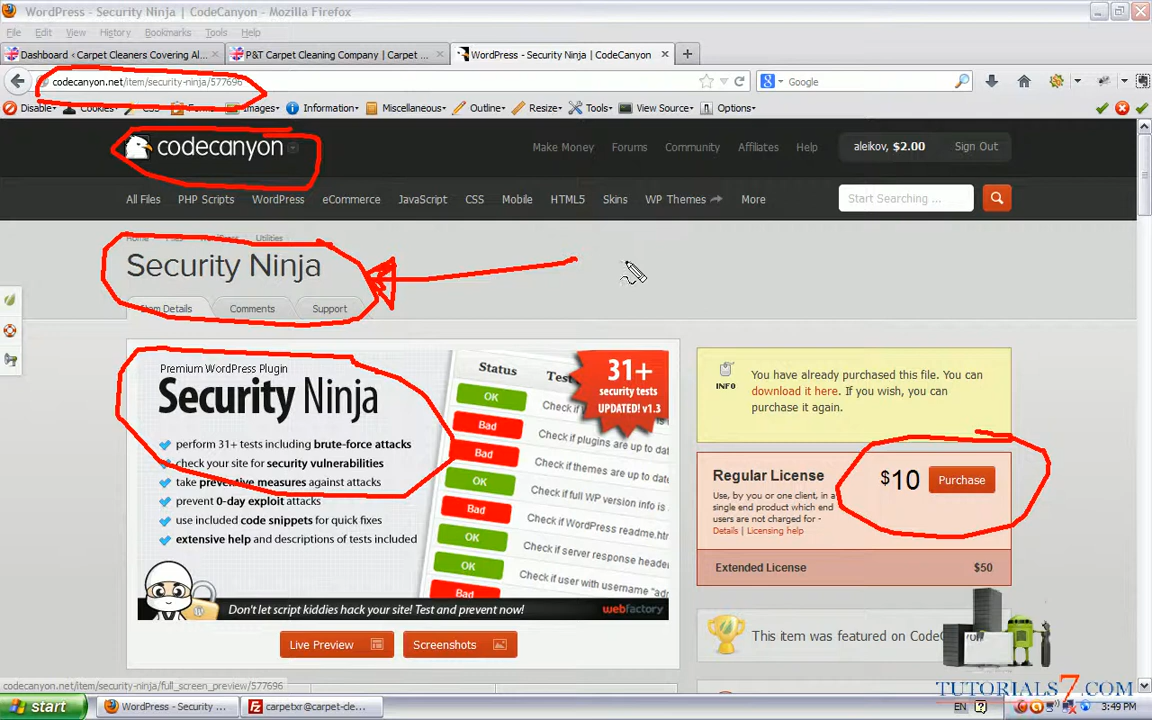 WordPress - Security Ninja | CodeCanyon - Mozilla Firefox
File Edit View History Bookmarks Tools Help
Dashboard ‹ Carpet Cleaners Covering Al...
P&T Carpet Cleaning Company | Carpet ...
WordPress - Security Ninja | CodeCanyon
codecanyon.net/item/security-ninja/577696
Google
Disable Cookies CSS Forms Images Information Miscellaneous Outline Resize Tools View Source Options
codecanyon
Make Money Forums Community Affiliates Help
aleikov, $2.00 Sign Out
All Files PHP Scripts WordPress eCommerce JavaScript CSS Mobile HTML5 Skins WP Themes More
Start Searching ...
Home Files WordPress Utilities
Security Ninja
Item Details Comments Support
Premium WordPress Plugin
Security Ninja
perform 31+ tests including brute-force attacks
check your site for security vulnerabilities
take preventive measures against attacks
prevent 0-day exploit attacks
use included code snippets for quick fixes
extensive help and descriptions of tests included
Status
OK Check if
Bad Check if plugins are up to dat
Bad Check if themes are up to dat
OK Check if full WP version info is
Bad Check if WordPress readme.htm
OK Check if server response header
OK Check if user with username "ad
Bad
31+
security tests
UPDATED! v1.3
Don't let script kiddies hack your site! Test and prevent now!
webfactory
Live Preview
Screenshots
INFO
You have already purchased this file. You can
download it here. If you wish, you can
purchase it again.
Regular License
$10
Purchase
Use, by you or one client, in a
single end product which end
users are not charged for -
Details | Licensing help
Extended License $50
This item was featured on CodeC
codecanyon.net/item/security-ninja/full_screen_preview/577696
TUTORIALS7.COM
start
WordPress - Security ...
carpetxr@carpet-de...
EN
3:49 PM